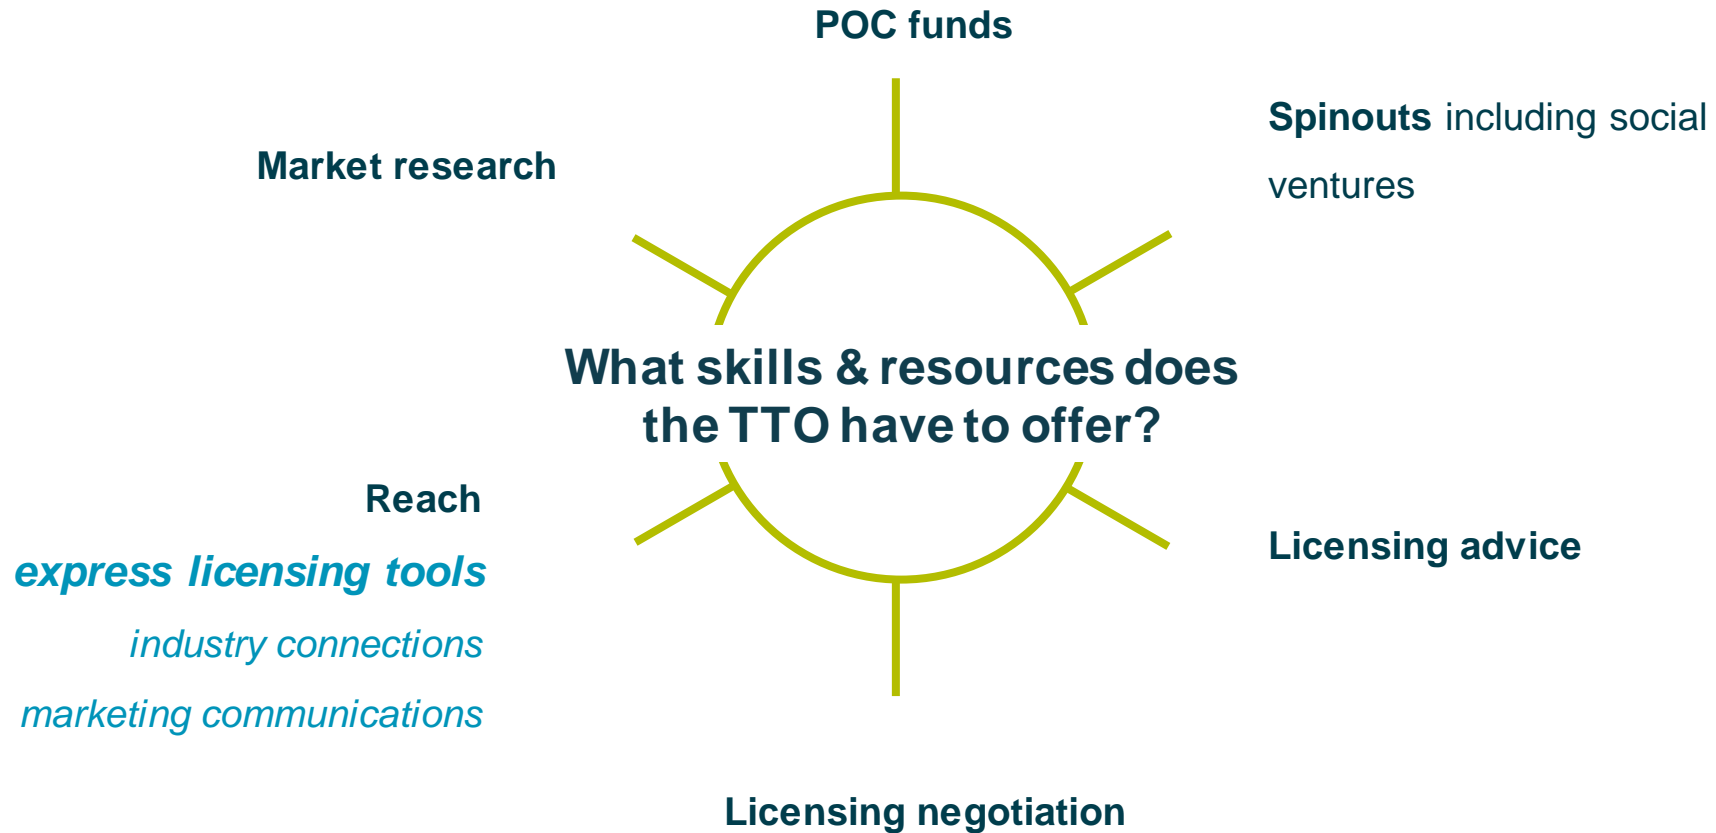 POC funds
Spinouts including social
ventures
Market research
What skills & resources does
the TTO have to offer?
Reach
express licensing tools
industry connections
marketing communications
Licensing advice
Licensing negotiation